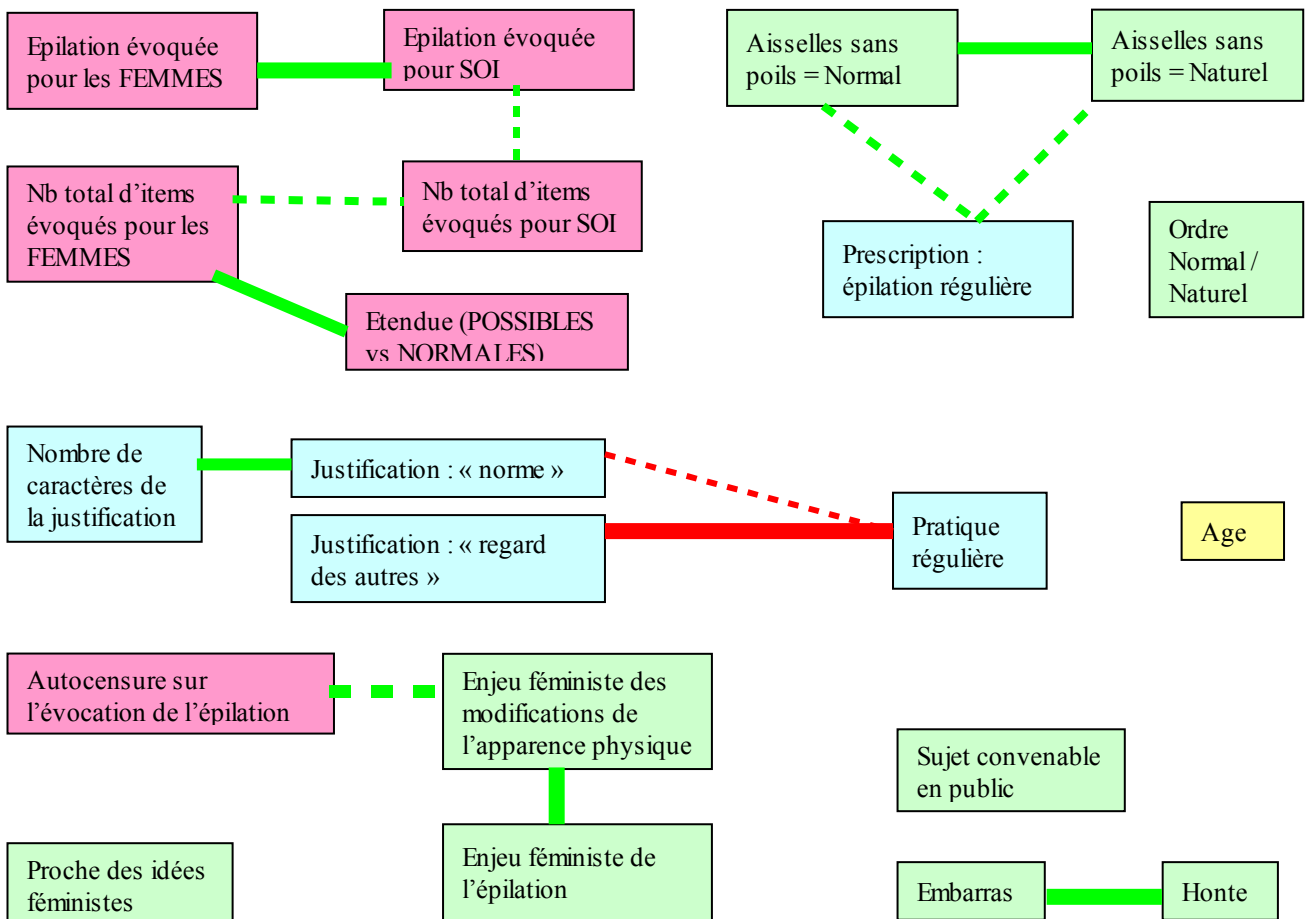 Epilation évoquée
pour les FEMMES
Epilation évoquée
pour SOI
Aisselles sans
poils = Normal
Aisselles sans
poils = Naturel
Nb total d’items
évoqués pour les
FEMMES
Nb total d’items
évoqués pour SOI
Prescription :
épilation régulière
Ordre
Normal /
Naturel
Etendue (POSSIBLES
vs NORMALES)
Nombre de
caractères de
la justification
Justification : « norme »
Justification : « regard
des autres »
Pratique
régulière
Age
Autocensure sur
l’évocation de l’épilation
Enjeu féministe des
modifications de
l’apparence physique
Sujet convenable
en public
Proche des idées
féministes
Enjeu féministe de
l’épilation
Embarras
Honte